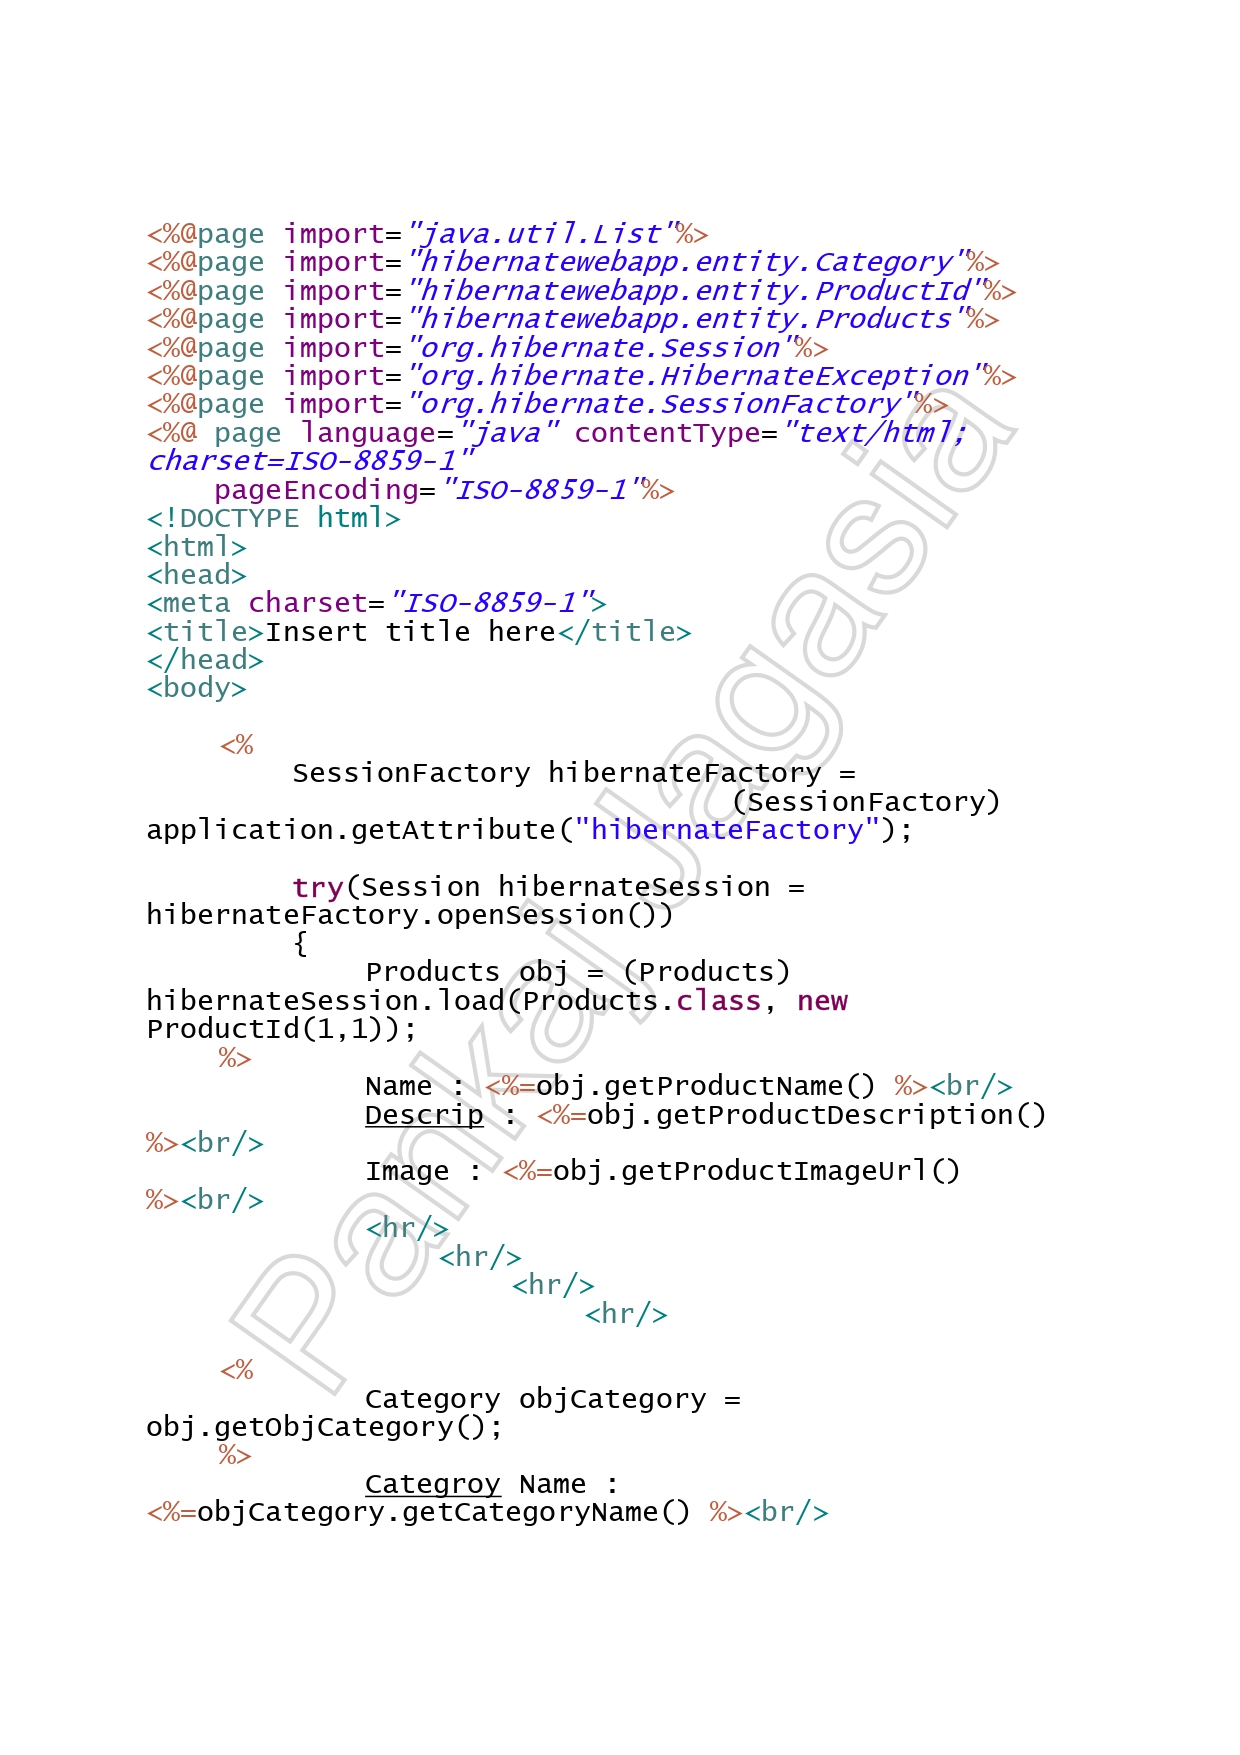 <%@page import="java.util.List"%>
<%@page import="hibernatewebapp.entity.Category"%>
<%@page import="hibernatewebapp.entity.ProductId"%>
<%@page import="hibernatewebapp.entity.Products"%>
<%@page import="org.hibernate.Session"%>
<%@page import="org.hibernate.HibernateException"%>
<%@page import="org.hibernate.SessionFactory"%>
<%@ page language="java" contentType="text/html;
charset=ISO-8859-1"
    pageEncoding="ISO-8859-1"%>
<!DOCTYPE html>
<html>
<head>
<meta charset="ISO-8859-1">
<title>Insert title here</title>
</head>
<body>

<%
SessionFactory hibernateFactory =
(SessionFactory)
application.getAttribute("hibernateFactory");

try(Session hibernateSession =
hibernateFactory.openSession())
{
Products obj = (Products)
hibernateSession.load(Products.class, new
ProductId(1,1));
%>
Name : <%=obj.getProductName() %><br/>
Descrip : <%=obj.getProductDescription()
%><br/>
Image : <%=obj.getProductImageUrl()
%><br/>
<hr/>
<hr/>
<hr/>
<hr/>

<%
Category objCategory =
obj.getObjCategory();
%>
Categroy Name :
<%=objCategory.getCategoryName() %><br/>
Pankaj Jagasia